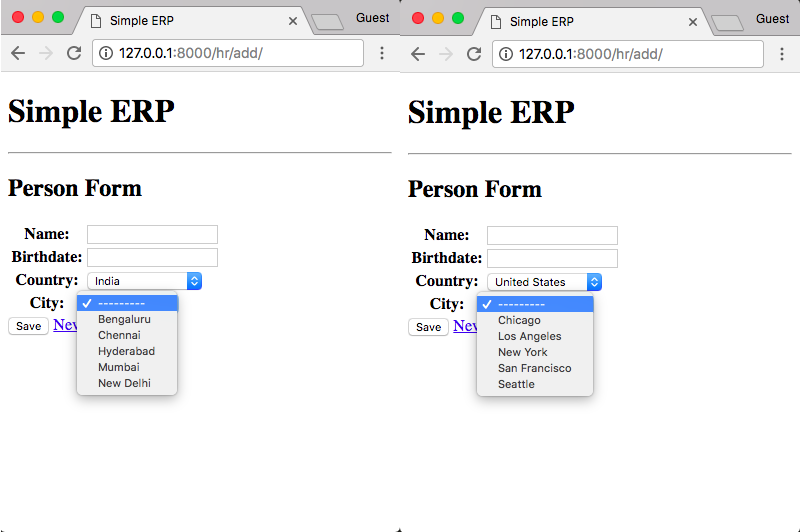 Simple ERP
Guest
127.0.0.1:8000/hr/add/
Simple ERP
Person Form
Name:
Birthdate:
Country: India
City: ---------
Bengaluru
Chennai
Hyderabad
Mumbai
New Delhi
Save
Simple ERP
Guest
127.0.0.1:8000/hr/add/
Simple ERP
Person Form
Name:
Birthdate:
Country: United States
City: ---------
Chicago
Los Angeles
New York
San Francisco
Seattle
Save